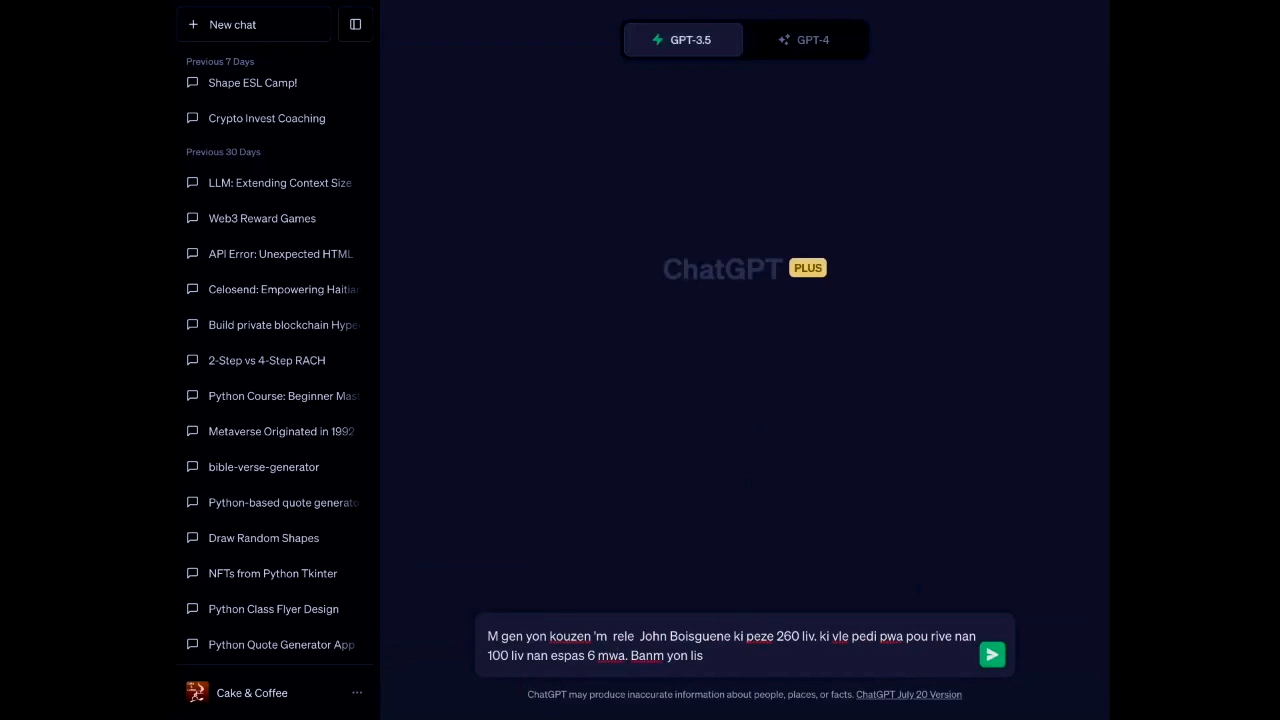 New chat
GPT-3.5
GPT-4
Previous 7 Days
Shape ESL Camp!
Crypto Invest Coaching
Previous 30 Days
LLM: Extending Context Size
Web3 Reward Games
API Error: Unexpected HTML
Celosend: Empowering Haitian
Build private blockchain Hype
2-Step vs 4-Step RACH
Python Course: Beginner Mas
Metaverse Originated in 1992
bible-verse-generator
Python-based quote generato
Draw Random Shapes
NFTs from Python Tkinter
Python Class Flyer Design
Python Quote Generator App
Cake & Coffee
ChatGPT PLUS
M gen yon kouzen 'm rele John Boisguene ki peze 260 liv. ki vle pedi pwa pou rive nan
100 liv nan espas 6 mwa. Banm yon lis
ChatGPT may produce inaccurate information about people, places, or facts. ChatGPT July 20 Version